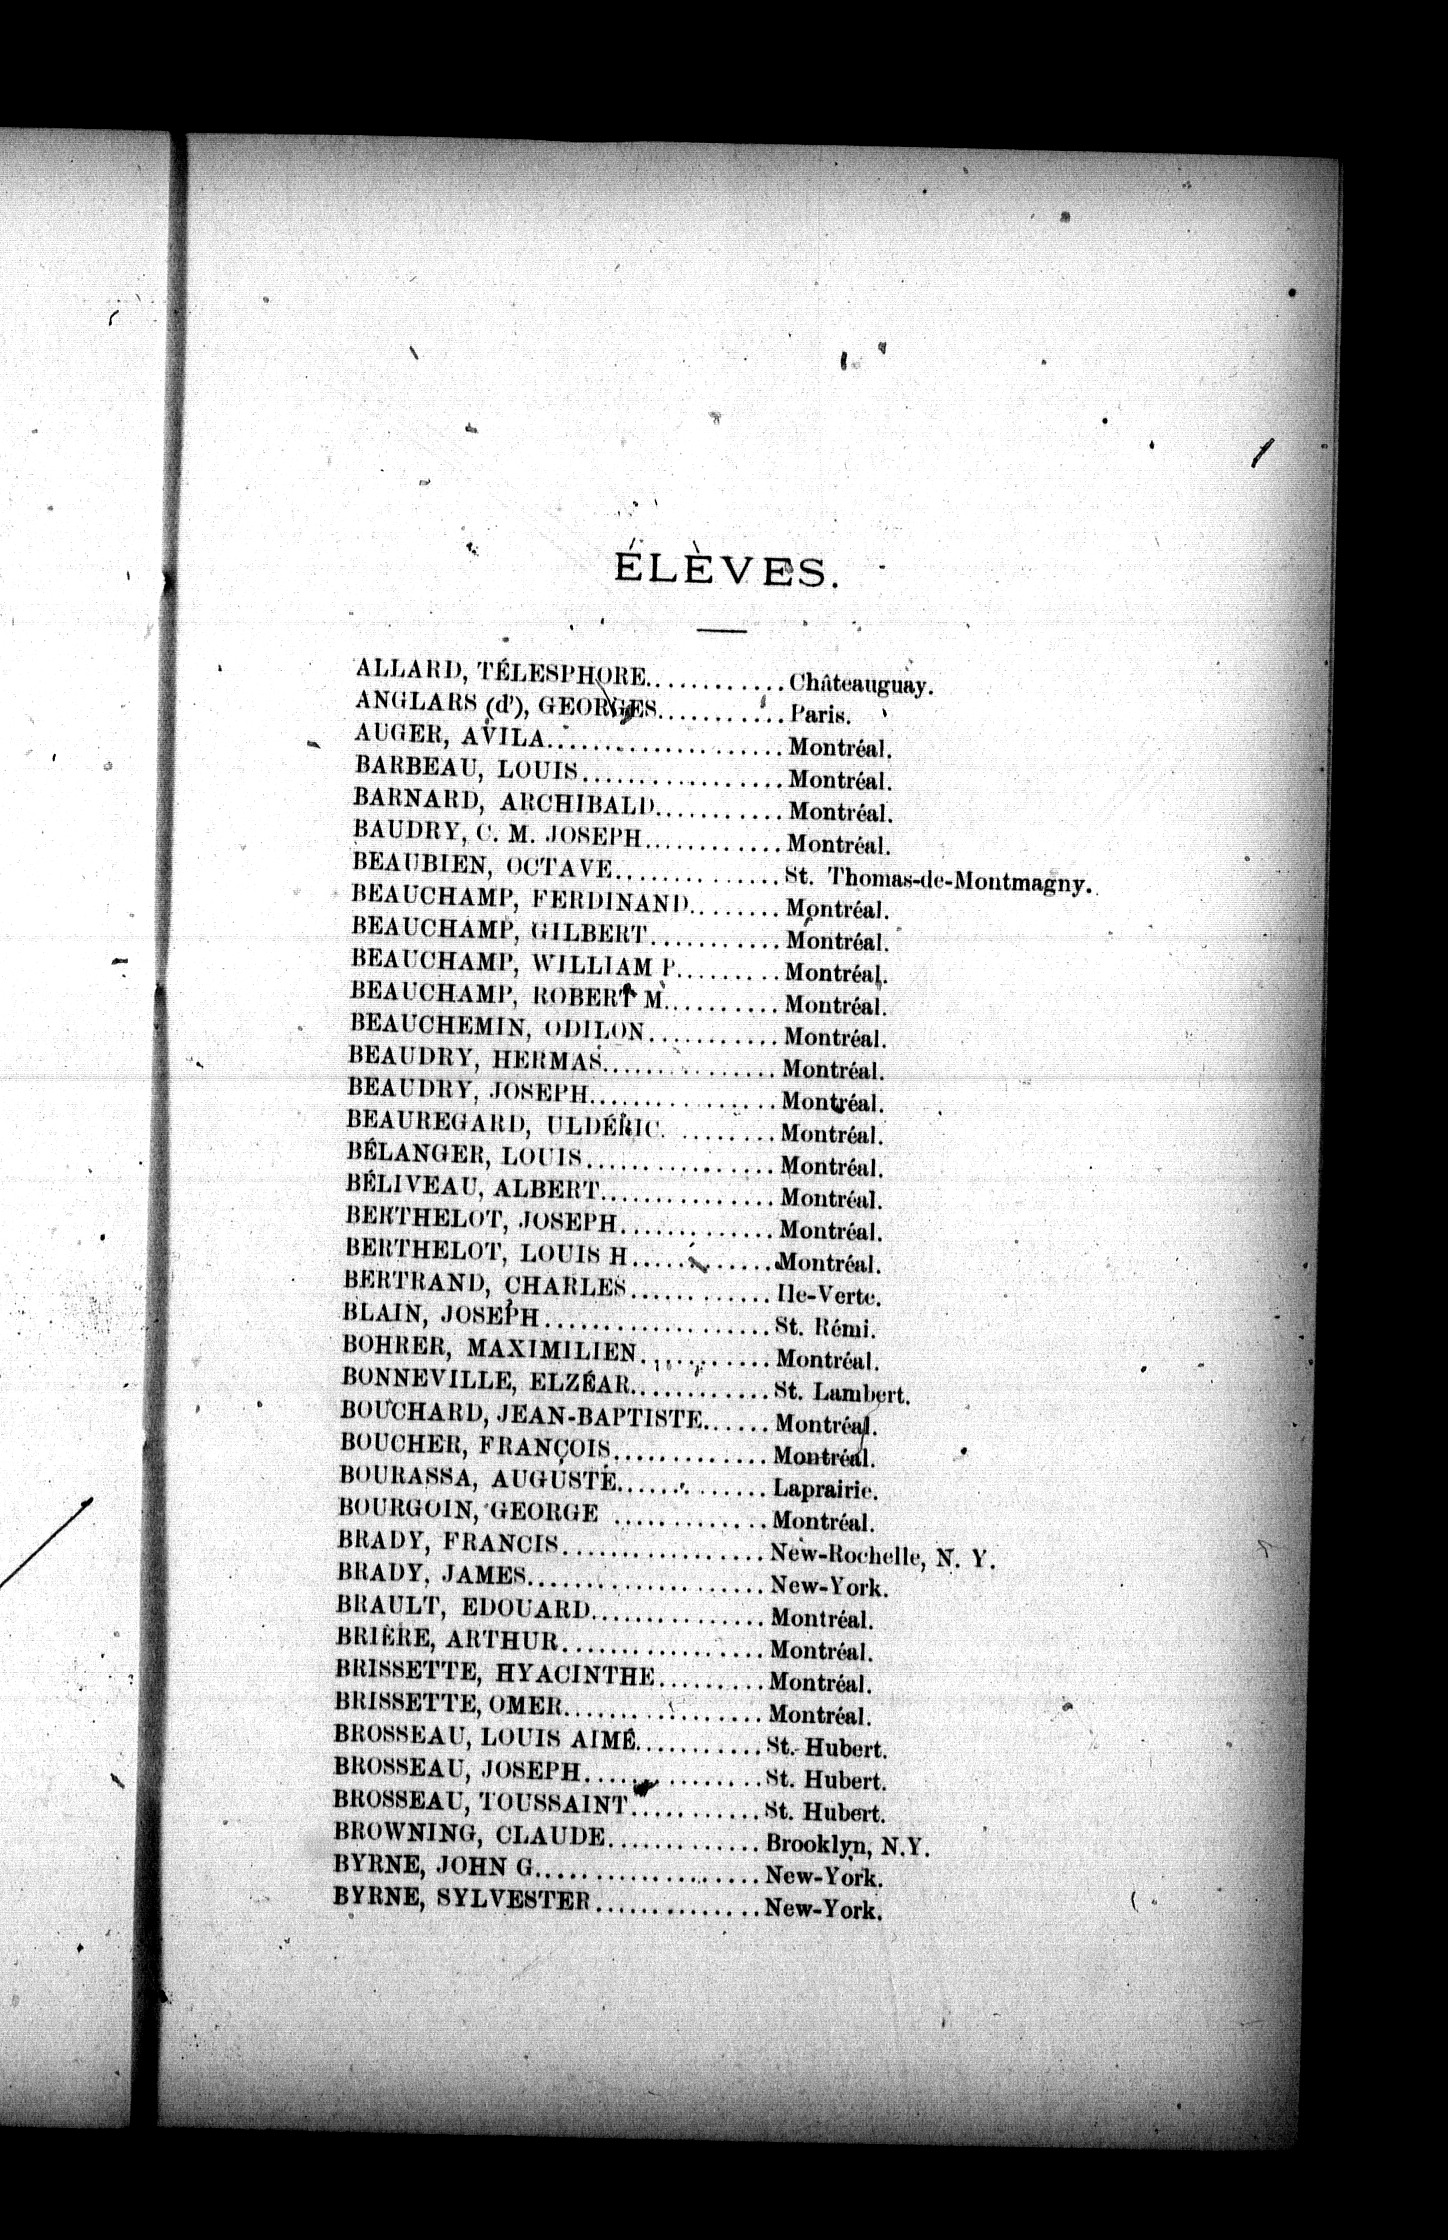 ÉLÈVES.
ALLARD, TÉLESPHORE............Châteauguay.
ANGLARS (d'), GEORGES...........Paris.
AUGER, AVILA....................Montréal.
BARBEAU, LOUIS..................Montréal.
BARNARD, ARCHIBALD...........Montréal.
BAUDRY, C. M. JOSEPH............Montréal.
BEAUBIEN, OCTAVE..............St. Thomas-de-Montmagny.
BEAUCHAMP, FERDINAND........Montréal.
BEAUCHAMP, GILBERT...........Montréal.
BEAUCHAMP, WILLIAM P.........Montréal.
BEAUCHAMP, ROBERT M..........Montréal.
BEAUCHEMIN, ODILON...........Montréal.
BEAUDRY, HERMAS...............Montréal.
BEAUDRY, JOSEPH................Montréal.
BEAUREGARD, ULDÉRIC. ........Montréal.
BÉLANGER, LOUIS................Montréal.
BÉLIVEAU, ALBERT...............Montréal.
BERTHELOT, JOSEPH..............Montréal.
BERTHELOT, LOUIS H.............Montréal.
BERTRAND, CHARLES............Ile-Verte.
BLAIN, JOSEPH...................St. Rémi.
BOHRER, MAXIMILIEN............Montréal.
BONNEVILLE, ELZÉAR............St. Lambert.
BOUCHARD, JEAN-BAPTISTE......Montréal.
BOUCHER, FRANÇOIS.............Montréal.
BOURASSA, AUGUSTE.............Laprairie.
BOURGOIN, GEORGE .............Montréal.
BRADY, FRANCIS.................New-Rochelle, N. Y.
BRADY, JAMES....................New-York.
BRAULT, EDOUARD...............Montréal.
BRIÈRE, ARTHUR.................Montréal.
BRISSETTE, HYACINTHE.........Montréal.
BRISSETTE, OMER.................Montréal.
BROSSEAU, LOUIS AIMÉ...........St. Hubert.
BROSSEAU, JOSEPH...............St. Hubert.
BROSSEAU, TOUSSAINT...........St. Hubert.
BROWNING, CLAUDE.............Brooklyn, N.Y.
BYRNE, JOHN G...................New-York.
BYRNE, SYLVESTER..............New-York.